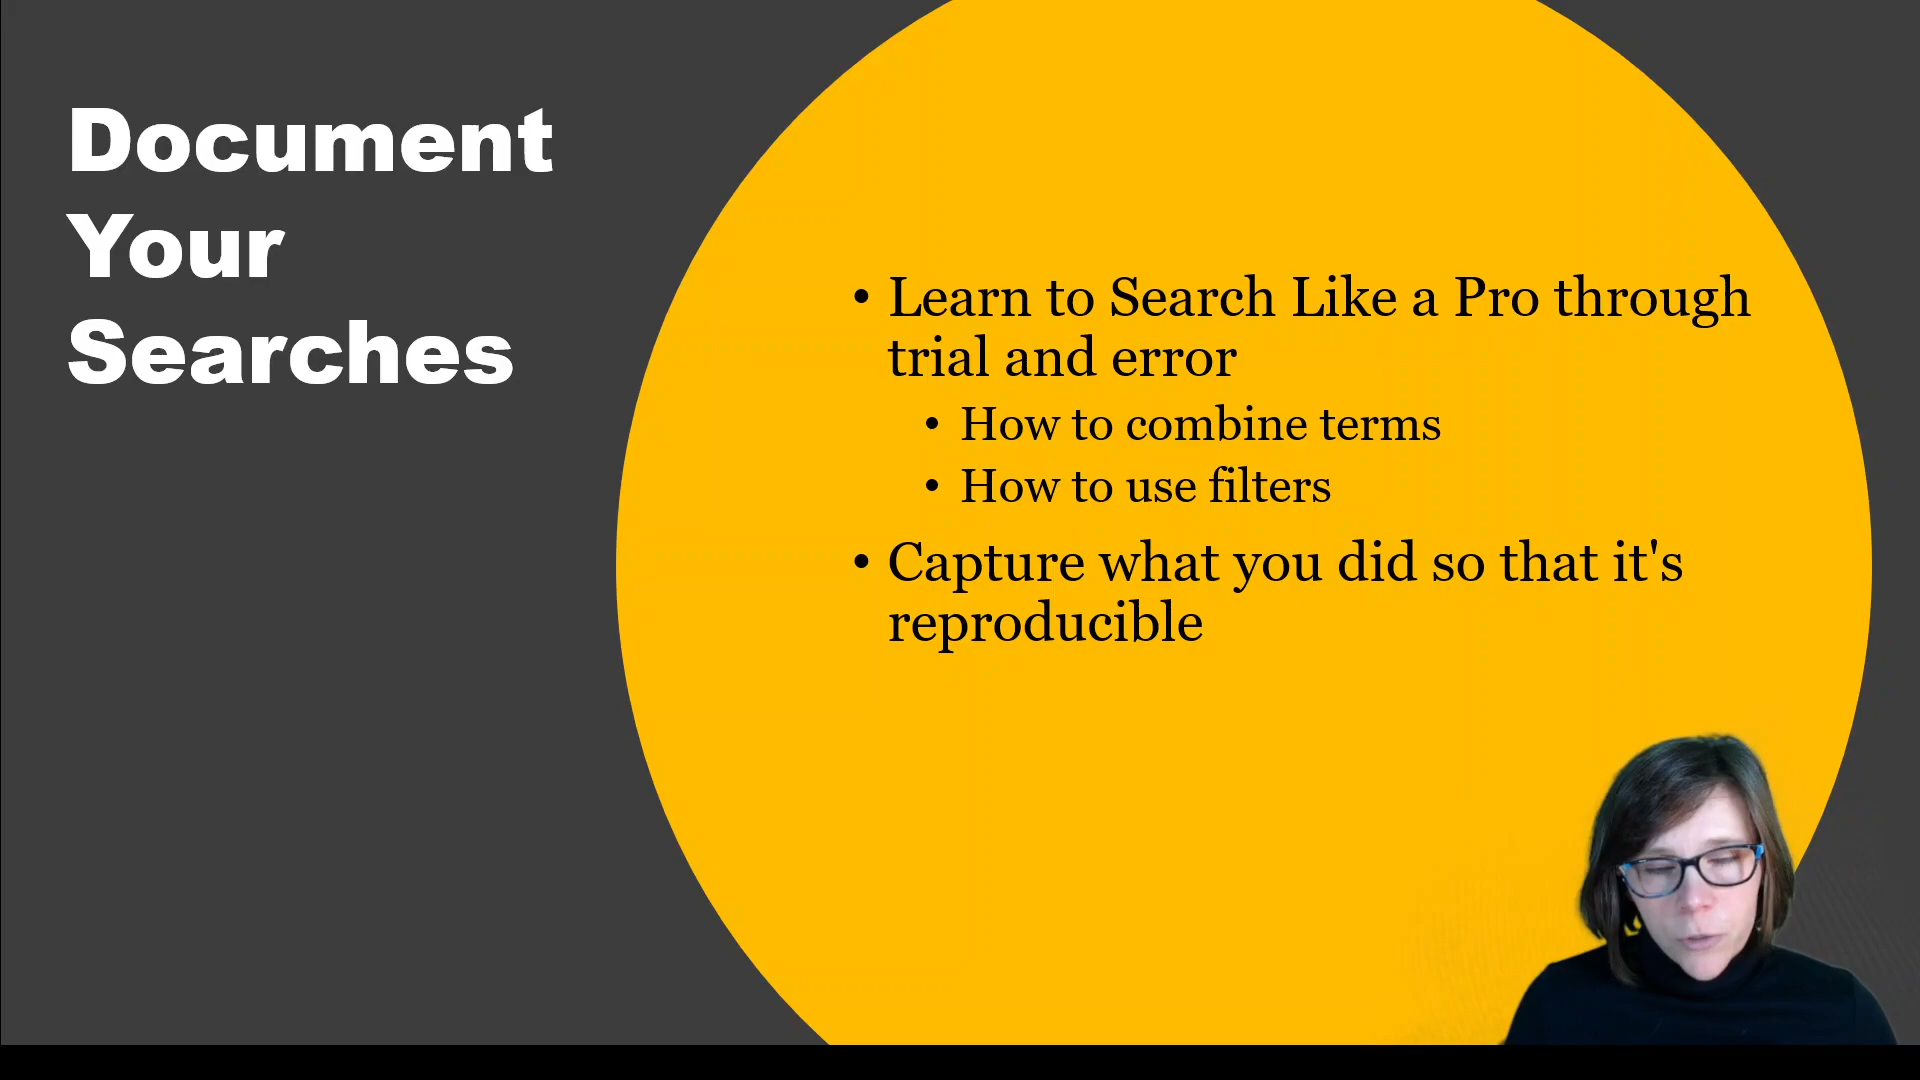 Document
Your
Searches
• Learn to Search Like a Pro through
trial and error
• How to combine terms
• How to use filters
• Capture what you did so that it's
reproducible